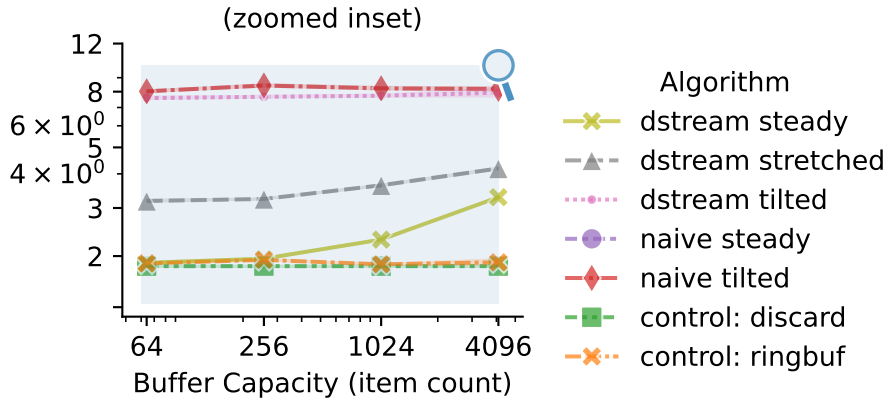 (zoomed inset)
12
8
6 × 10⁰
5
4 × 10⁰
3
2
64 256 1024 4096
Buffer Capacity (item count)
Algorithm
dstream steady
dstream stretched
dstream tilted
naive steady
naive tilted
control: discard
control: ringbuf